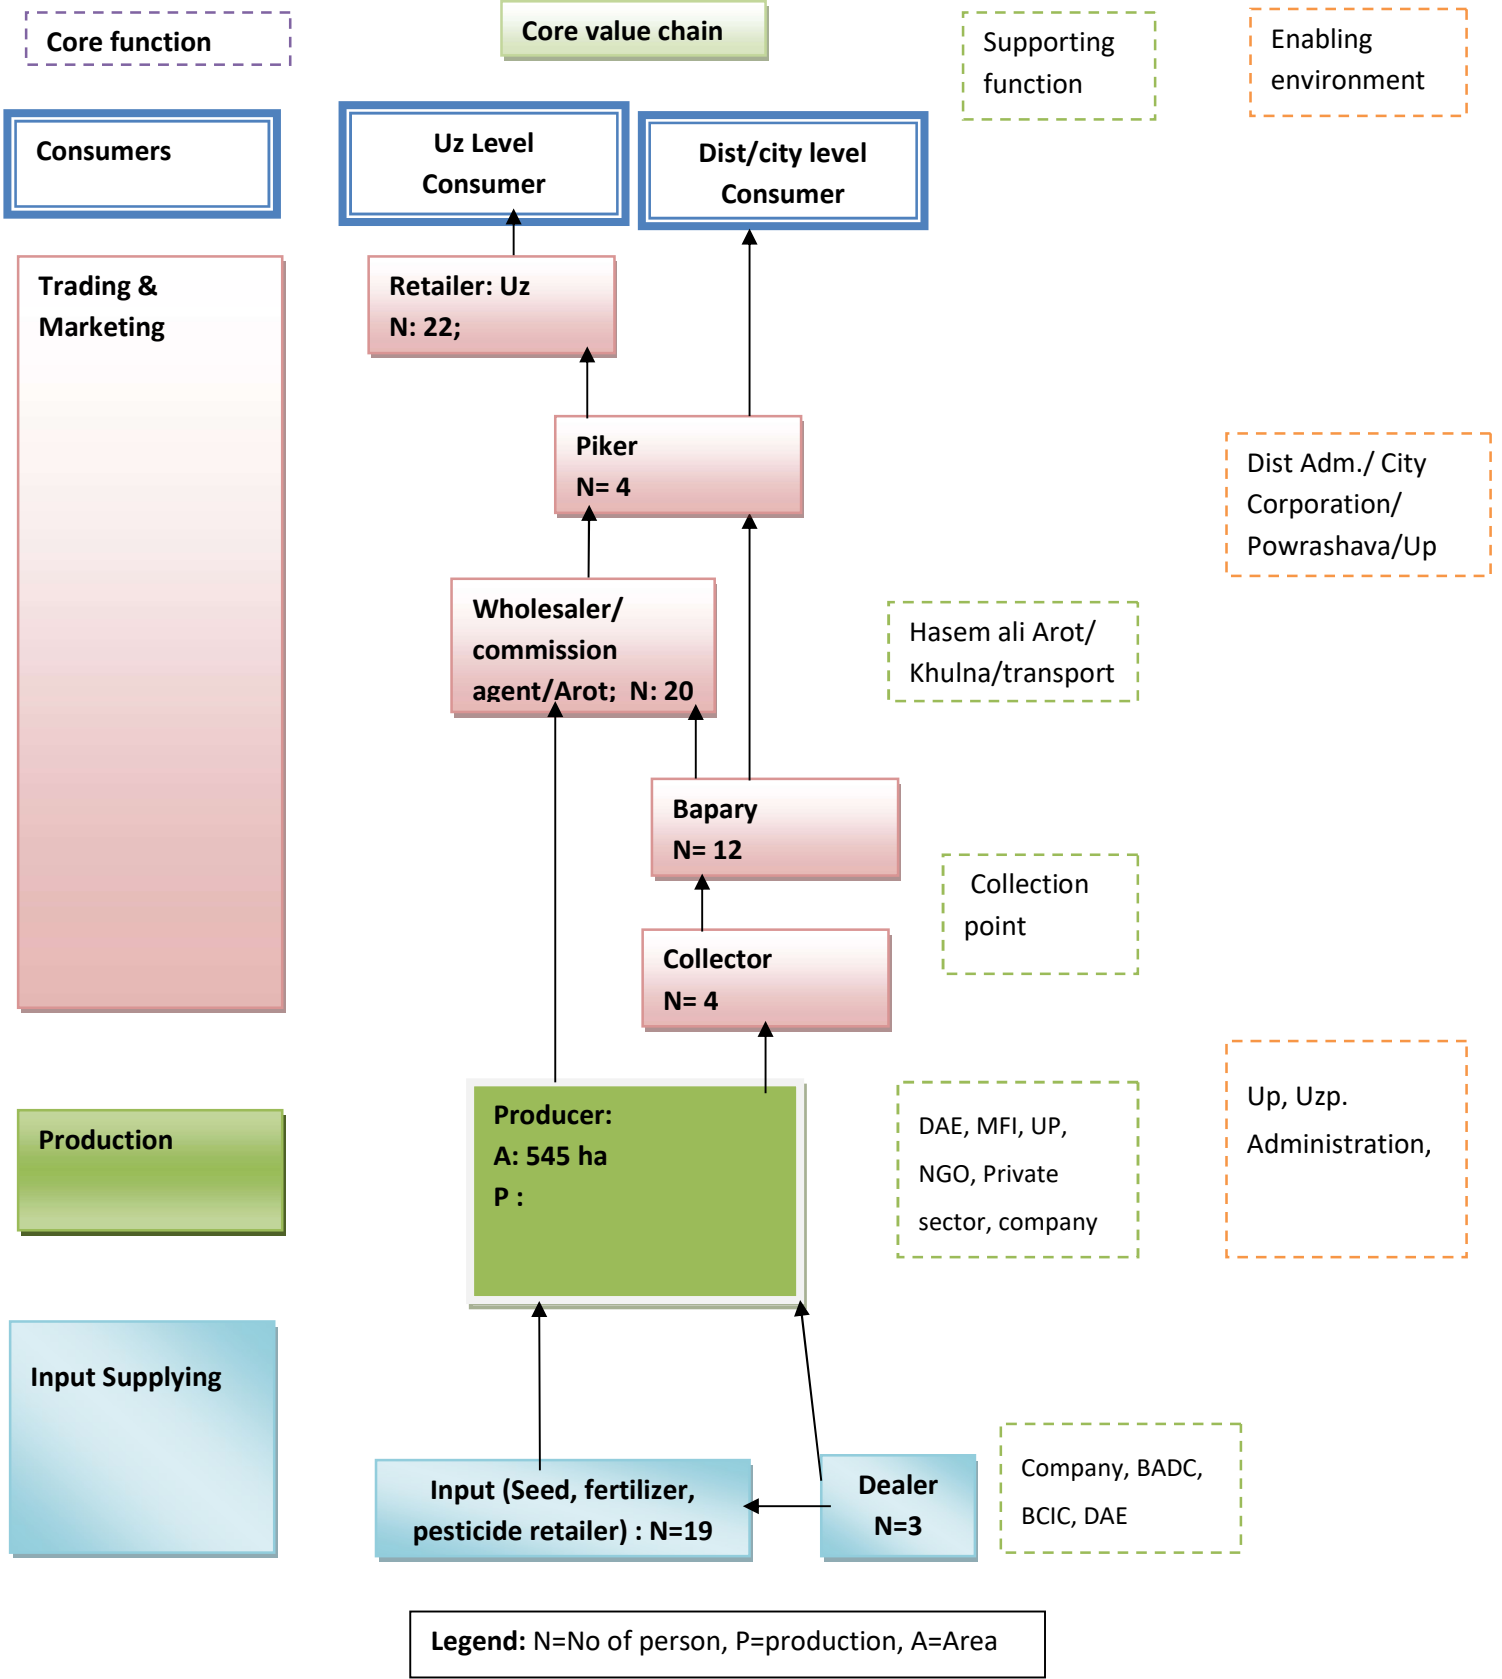 Core function
Core value chain
Supporting
function
Enabling
environment
Consumers
Uz Level
Consumer
Dist/city level
Consumer
Trading &
Marketing
Retailer: Uz
N: 22;
Piker
N= 4
Dist Adm./ City
Corporation/
Powrashava/Up
Wholesaler/
commission
agent/Arot;  N: 20
Hasem ali Arot/
Khulna/transport
Bapary
N= 12
Collection
point
Collector
N= 4
Production
Producer:
A: 545 ha
P :
DAE, MFI, UP,
NGO, Private
sector, company
Up, Uzp.
Administration,
Input Supplying
Input (Seed, fertilizer,
pesticide retailer) : N=19
Dealer
N=3
Company, BADC,
BCIC, DAE
Legend: N=No of person, P=production, A=Area